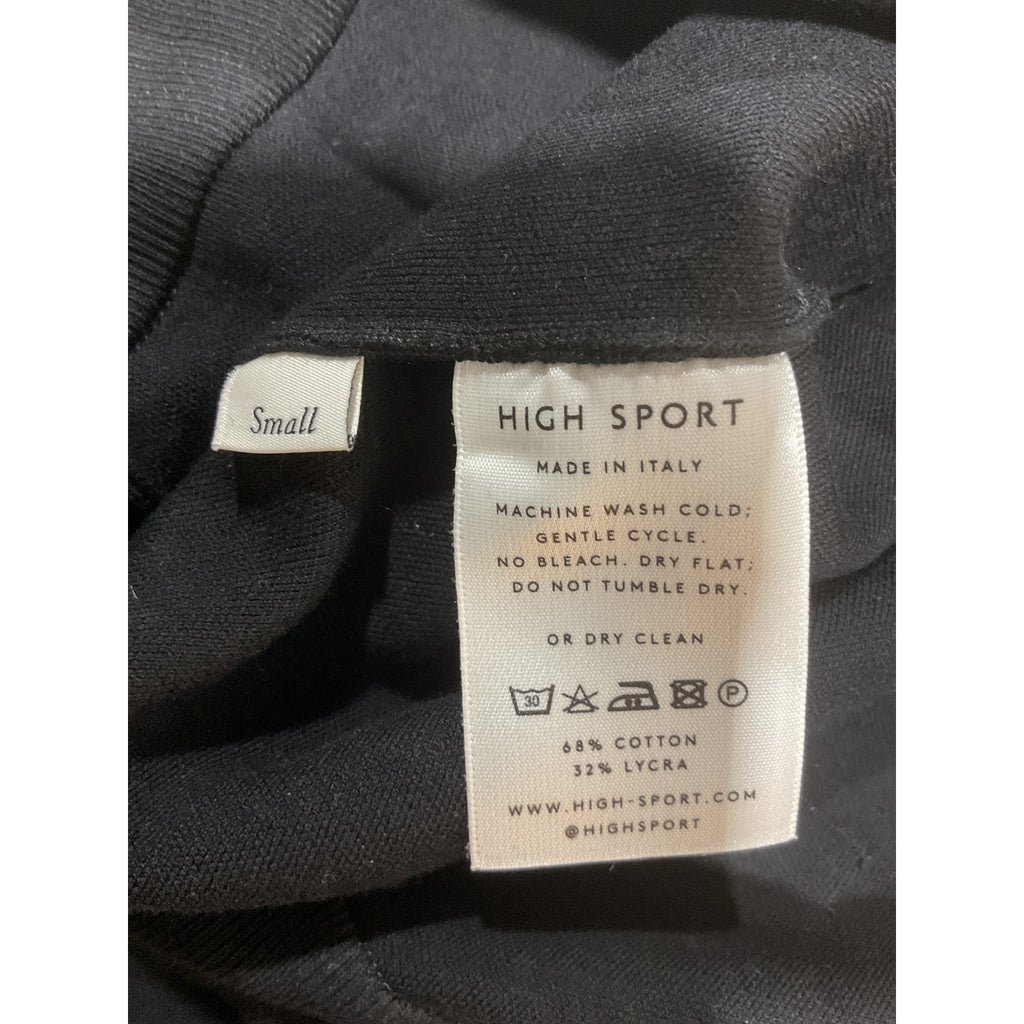 Small
HIGH SPORT
MADE IN ITALY
MACHINE WASH COLD;
GENTLE CYCLE.
NO BLEACH. DRY FLAT;
DO NOT TUMBLE DRY.
OR DRY CLEAN
30
P
68% COTTON
32% LYCRA
WWW.HIGH-SPORT.COM
@HIGHSPORT